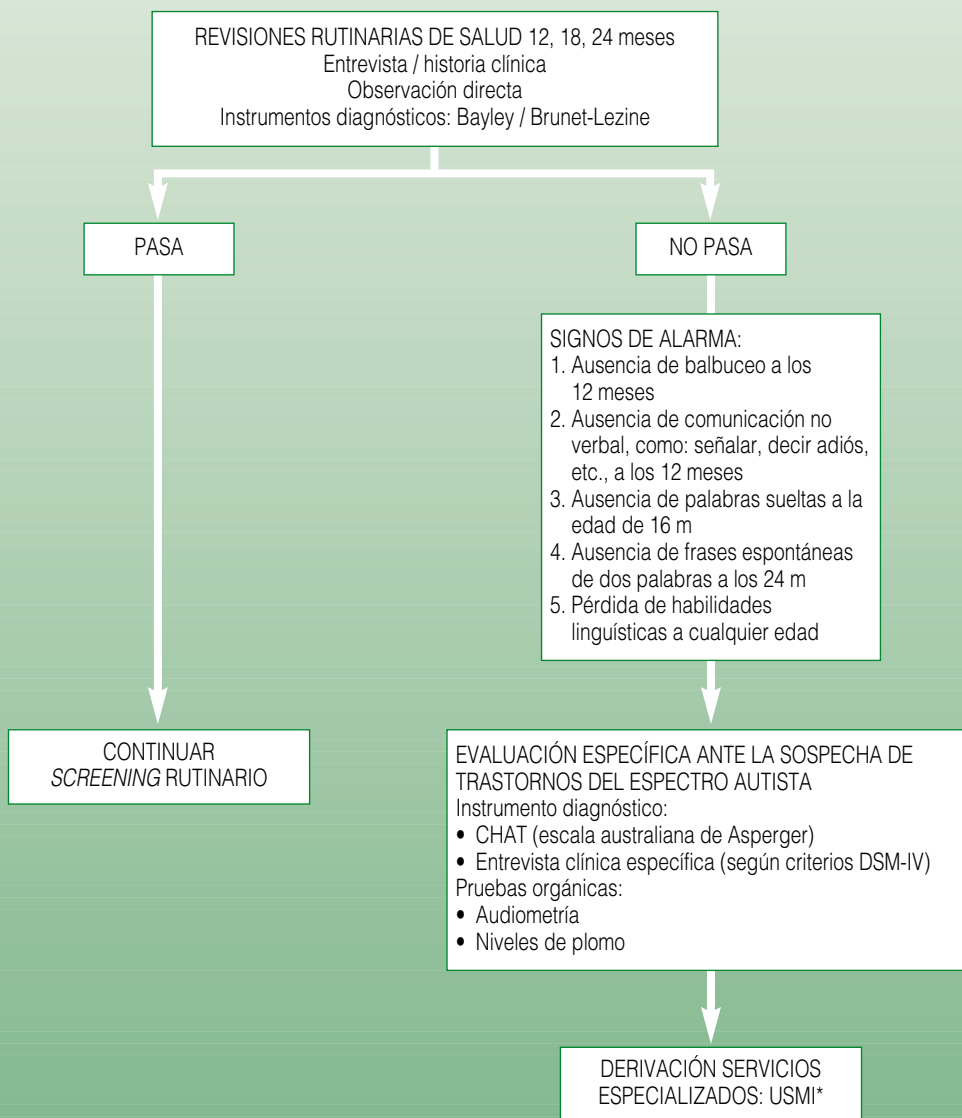 REVISIONES RUTINARIAS DE SALUD 12, 18, 24 meses
Entrevista / historia clínica
Observación directa
Instrumentos diagnósticos: Bayley / Brunet-Lezine
PASA
NO PASA
SIGNOS DE ALARMA:
1. Ausencia de balbuceo a los
12 meses
2. Ausencia de comunicación no
verbal, como: señalar, decir adiós,
etc., a los 12 meses
3. Ausencia de palabras sueltas a la
edad de 16 m
4. Ausencia de frases espontáneas
de dos palabras a los 24 m
5. Pérdida de habilidades
linguísticas a cualquier edad
CONTINUAR
SCREENING RUTINARIO
EVALUACIÓN ESPECÍFICA ANTE LA SOSPECHA DE
TRASTORNOS DEL ESPECTRO AUTISTA
Instrumento diagnóstico:
• CHAT (escala australiana de Asperger)
• Entrevista clínica específica (según criterios DSM-IV)
Pruebas orgánicas:
• Audiometría
• Niveles de plomo
DERIVACIÓN SERVICIOS
ESPECIALIZADOS: USMI*